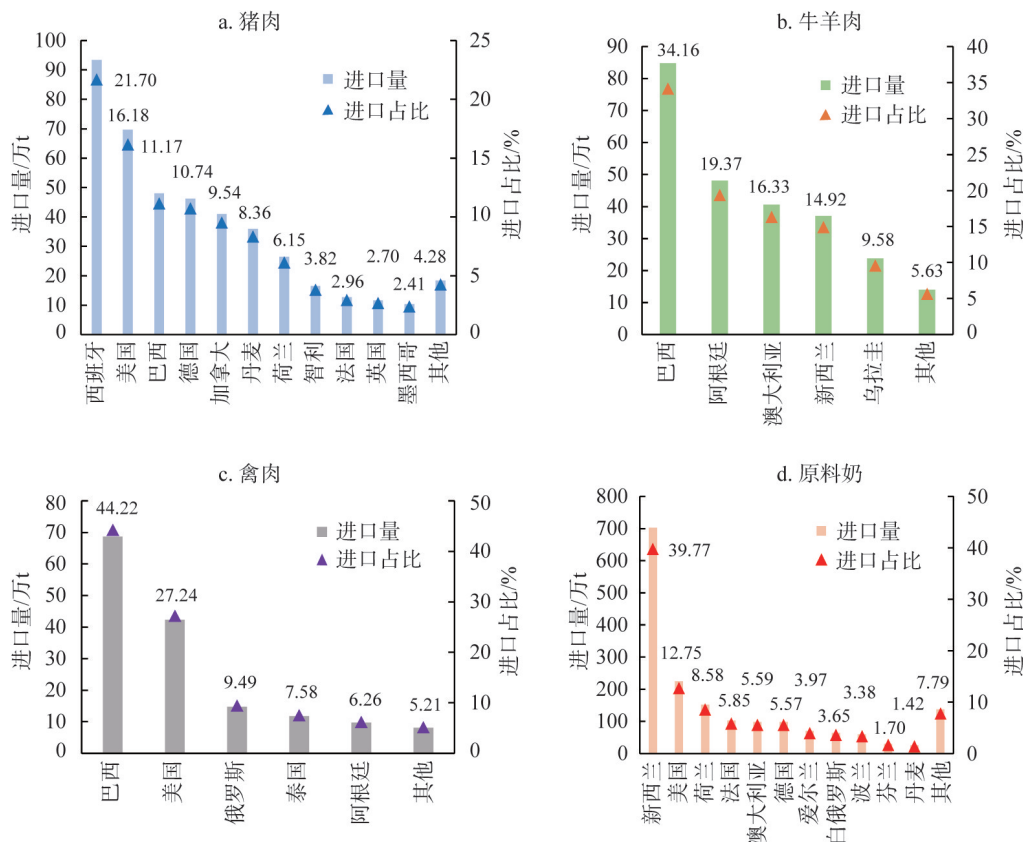 a. 猪肉
进口量/万t
100
90
80
70
60
50
40
30
20
10
0
25
20
15
10
5
0
进口占比/%
进口量
进口占比
21.70
16.18
11.17
10.74
9.54
8.36
6.15
3.82
2.96
2.70
2.41
4.28
西班牙
美国
巴西
德国
加拿大
丹麦
荷兰
智利
法国
英国
墨西哥
其他
b. 牛羊肉
进口量/万t
90
80
70
60
50
40
30
20
10
0
40
35
30
25
20
15
10
5
0
进口占比/%
进口量
进口占比
34.16
19.37
16.33
14.92
9.58
5.63
巴西
阿根廷
澳大利亚
新西兰
乌拉圭
其他
c. 禽肉
进口量/万t
80
70
60
50
40
30
20
10
0
50
40
30
20
10
0
进口占比/%
进口量
进口占比
44.22
27.24
9.49
7.58
6.26
5.21
巴西
美国
俄罗斯
泰国
阿根廷
其他
d. 原料奶
进口量/万t
800
700
600
500
400
300
200
100
0
50
40
30
20
10
0
进口占比/%
进口量
进口占比
39.77
12.75
8.58
5.85
5.59
5.57
3.97
3.65
3.38
1.70
1.42
7.79
新西兰
美国
荷兰
法国
澳大利亚
德国
爱尔兰
白俄罗斯
波兰
芬兰
丹麦
其他